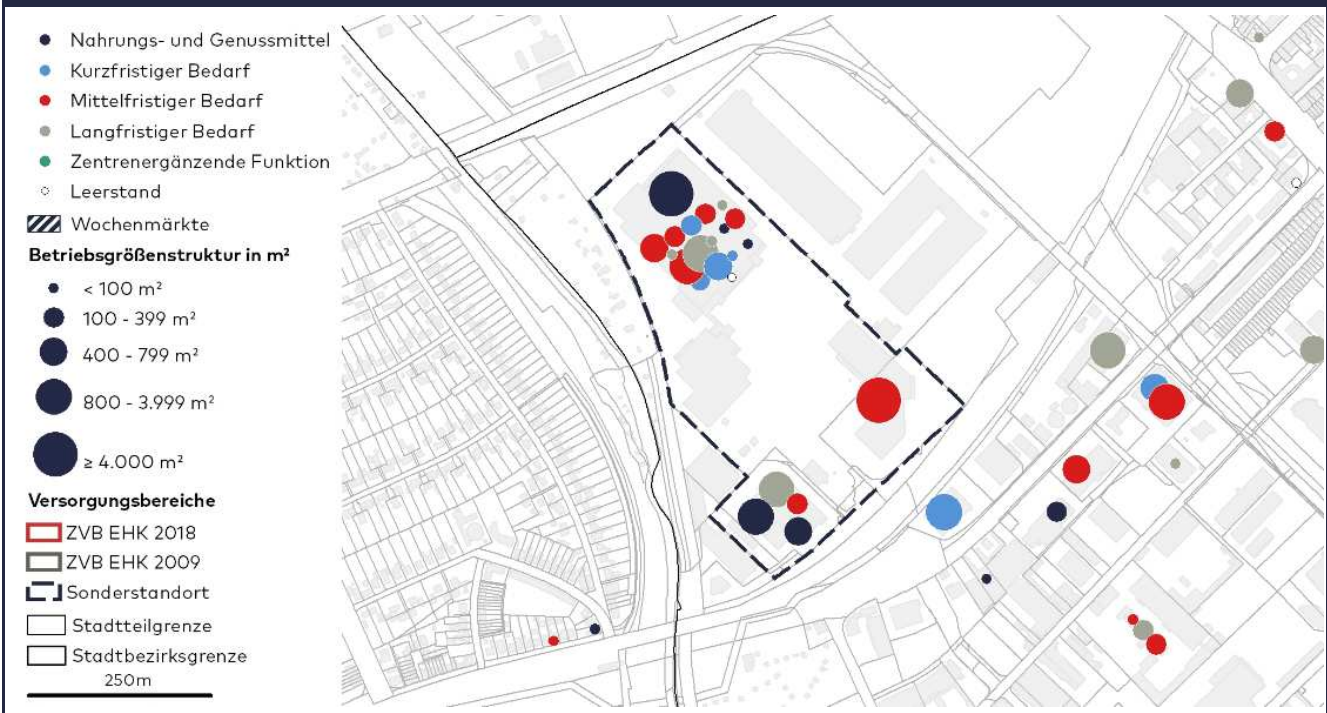 Nahrungs- und Genussmittel
Kurzfristiger Bedarf
Mittelfristiger Bedarf
Langfristiger Bedarf
Zentrenergänzende Funktion
Leerstand
Wochenmärkte
Betriebsgrößenstruktur in m²
< 100 m²
100 - 399 m²
400 - 799 m²
800 - 3.999 m²
≥ 4.000 m²
Versorgungsbereiche
ZVB EHK 2018
ZVB EHK 2009
Sonderstandort
Stadtteilgrenze
Stadtbezirksgrenze
250m